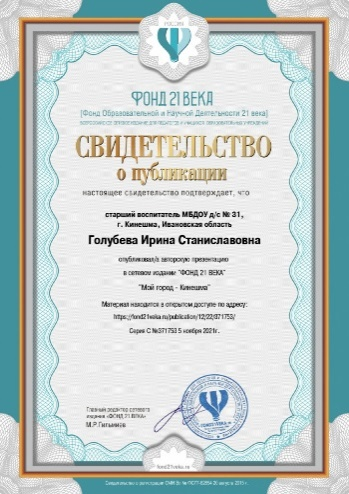 РОССИЯ
ФОНД 21 ВЕКА
[Фонд Образовательной и Научной Деятельности 21 века]
СВИДЕТЕЛЬСТВО
о публикации
настоящее свидетельство подтверждает, что
старший воспитатель МБДОУ д/с № 31,
г. Кинешма, Ивановская область
Голубева Ирина Станиславовна
опубликовал/а авторскую презентацию
в сетевом издании "ФОНД 21 ВЕКА"
"Мой город - Кинешма"
Материал находится в открытом доступе по адресу:
https://fond21veka.ru/publication/12/22/371753/
Серия С №371753 5 ноября 2021г.
Главный редактор сетевого
издания «ФОНД 21 ВЕКА»
М.Р.Гильмиев
fond21veka.ru